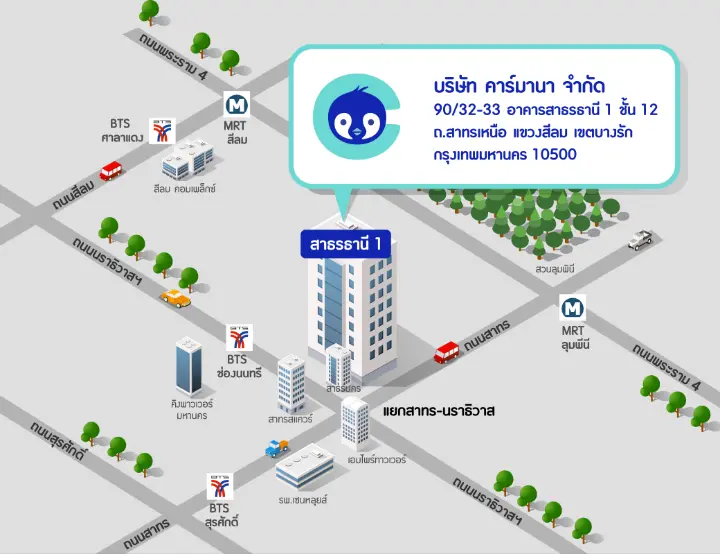 ถนนพระราม 4
บริษัท คาร์มานา จำกัด
90/32-33 อาคารสาธรธานี 1 ชั้น 12
ถ.สาทรเหนือ แขวงสีลม เขตบางรัก
กรุงเทพมหานคร 10500
M
MRT
สีลม
BTS
ศาลาแดง
BTS
สีลม คอมเพล็กซ์
ถนนสีลม
สาธรธานี 1
ถนนนราธิวาสฯ
สวนลุมพินี
M
MRT
ลุมพินี
ถนนสาทร
ถนนพระราม 4
BTS
BTS
ช่องนนทรี
คิงพาวเวอร์
มหานคร
สาธรนคร
สาทรสแควร์
แยกสาทร-นราธิวาส
ถนนสุรศักดิ์
เอมไพร์ทาวเวอร์
BTS
BTS
สุรศักดิ์
รพ.เซนหลุยส์
ถนนนราธิวาสฯ
ถนนสาทร